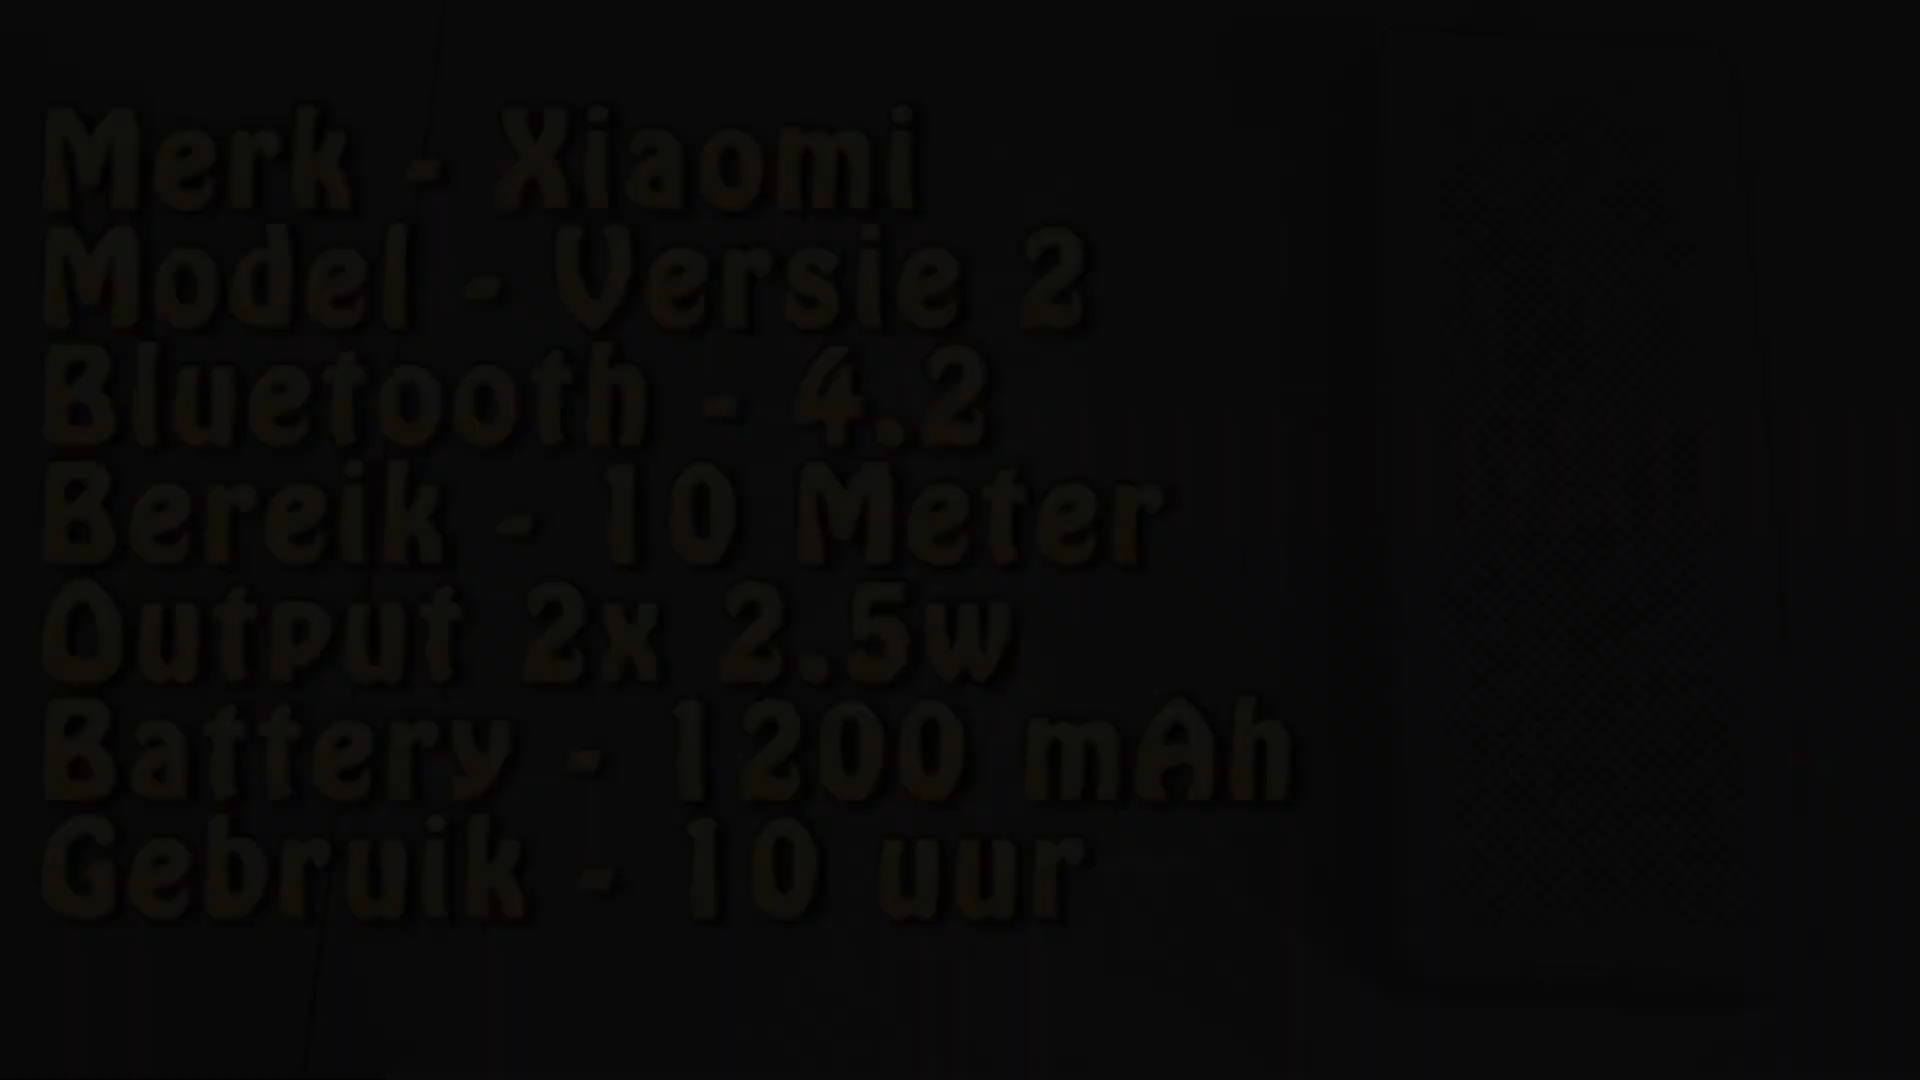 Merk - Xiaomi
Model - Versie 2
Bluetooth - 4.2
Bereik - 10 Meter
Output 2x 2.5w
Battery - 1200 mAh
Gebruik - 10 uur